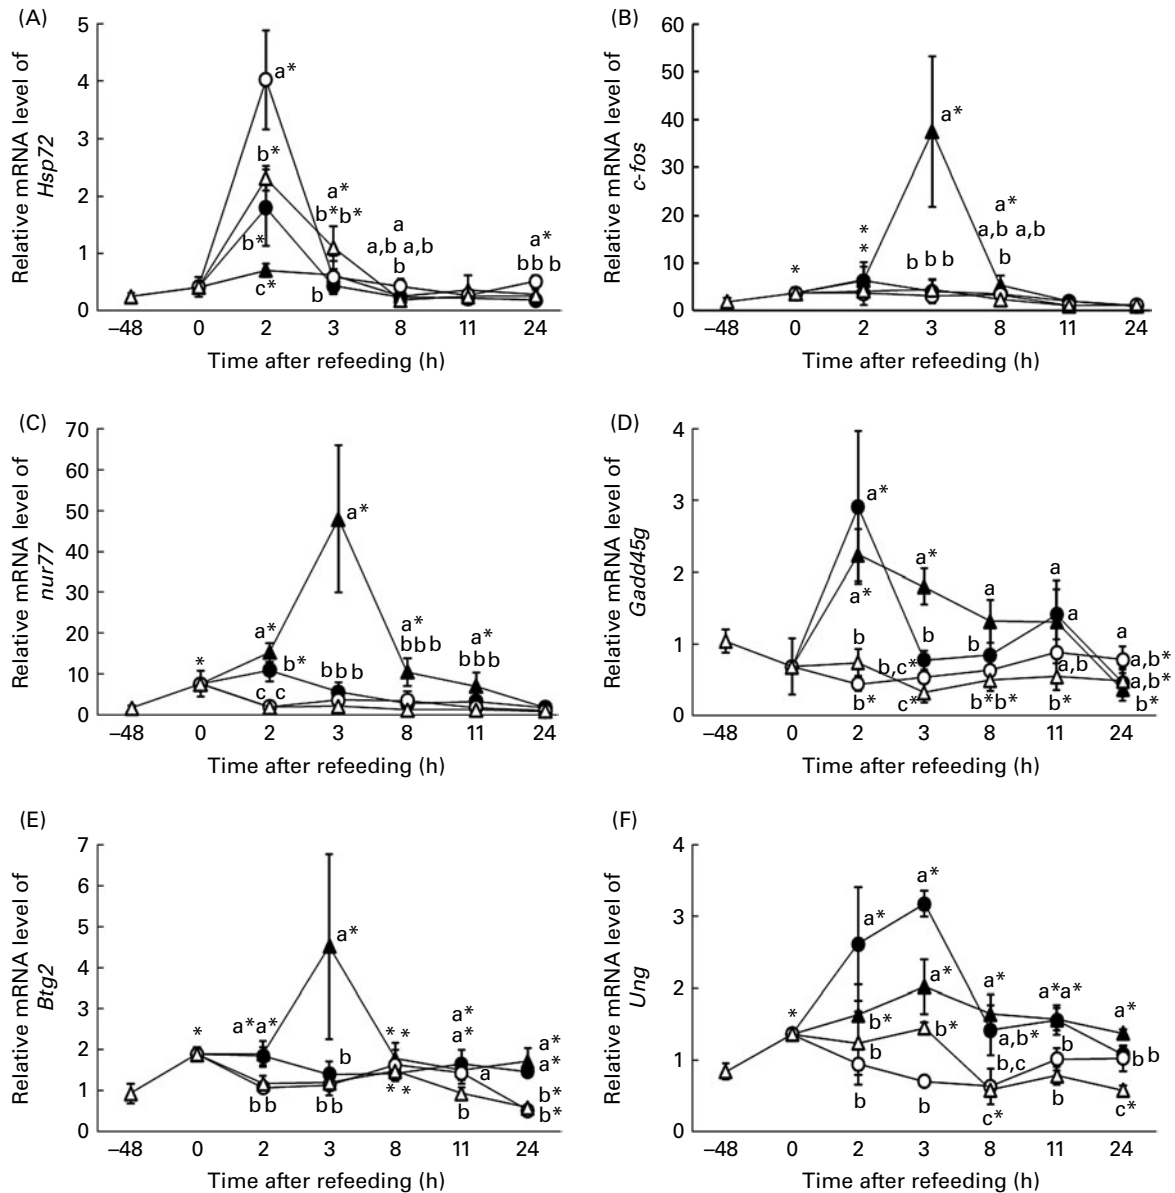 (A)
Relative mRNA level of
Hsp72
5
4
3
2
1
0
a*
b*
b*
c*
a*
b*b*
b
a
a,b a,b
b
a*
bb b
–48 0 2 3 8 11 24
Time after refeeding (h)
(B)
Relative mRNA level of
c-fos
60
50
40
30
20
10
0
*
*
*
a*
b b b
a*
a,b a,b
b
–48 0 2 3 8 11 24
Time after refeeding (h)
(C)
Relative mRNA level of
nur77
70
60
50
40
30
20
10
0
*
a*
b*
c c
a*
bbb
a*
bbb
a*
bbb
–48 0 2 3 8 11 24
Time after refeeding (h)
(D)
Relative mRNA level of
Gadd45g
4
3
2
1
0
a*
a*
b
b*
a*
b
b,c*
c*
a
b
b*b*
a
a
a,b
b*
a
a,b*
a,b*
b*
–48 0 2 3 8 11 24
Time after refeeding (h)
(E)
Relative mRNA level of
Btg2
7
6
5
4
3
2
1
0
*
a*a*
bb
a*
b
bb
* *
* *
a*
a*
a
b
a*
a*
b*
b*
–48 0 2 3 8 11 24
Time after refeeding (h)
(F)
Relative mRNA level of
Ung
4
3
2
1
0
*
a*
b*
b
b
a*
a*
b*
b
a*
a,b*
b,c
c*
a*a*
b
b
a*
b b
c*
–48 0 2 3 8 11 24
Time after refeeding (h)